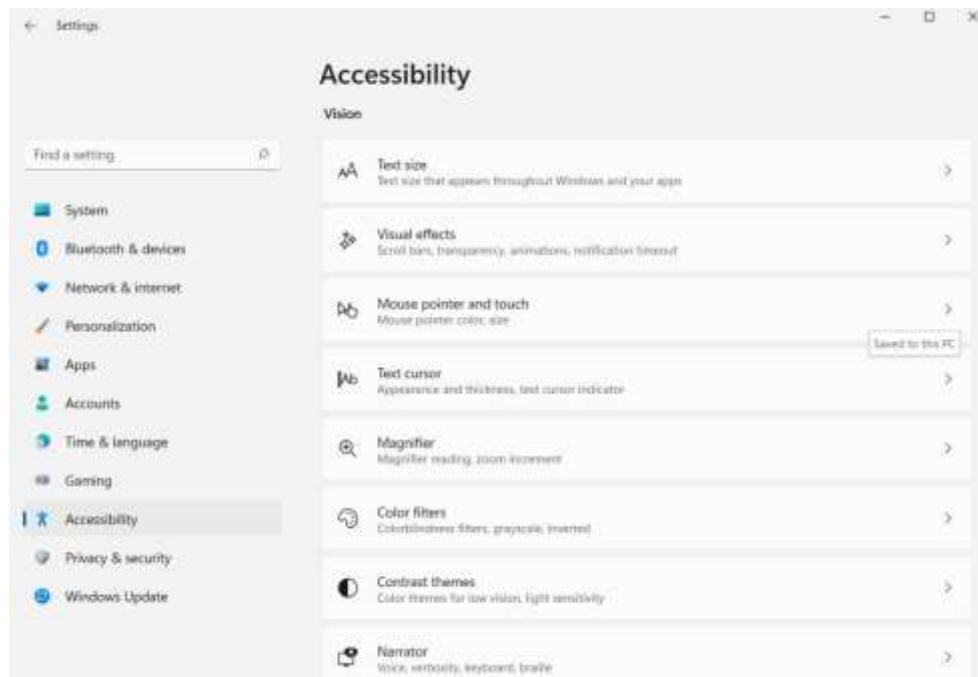 Settings
Accessibility
Vision
Find a setting
System
Bluetooth & devices
Network & internet
Personalization
Apps
Accounts
Time & language
Gaming
Accessibility
Privacy & security
Windows Update
Text size
Text size that appears throughout Windows and your apps
Visual effects
Scroll bars, transparency, animations, notification timeout
Mouse pointer and touch
Mouse pointer color, size
Saved to this PC
Text cursor
Appearance and thickness, text cursor indicator
Magnifier
Magnifier reading, zoom increment
Color filters
Colorblindness filters, grayscale, inverted
Contrast themes
Color themes for low vision, light sensitivity
Narrator
Voice, verbosity, keyboard, braille